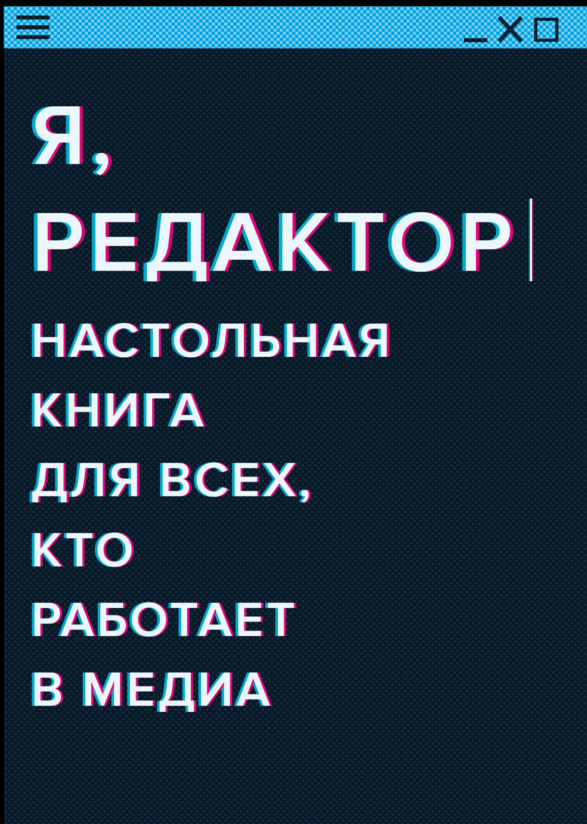 Я,
РЕДАКТОР
НАСТОЛЬНАЯ
КНИГА
ДЛЯ ВСЕХ,
КТО
РАБОТАЕТ
В МЕДИА